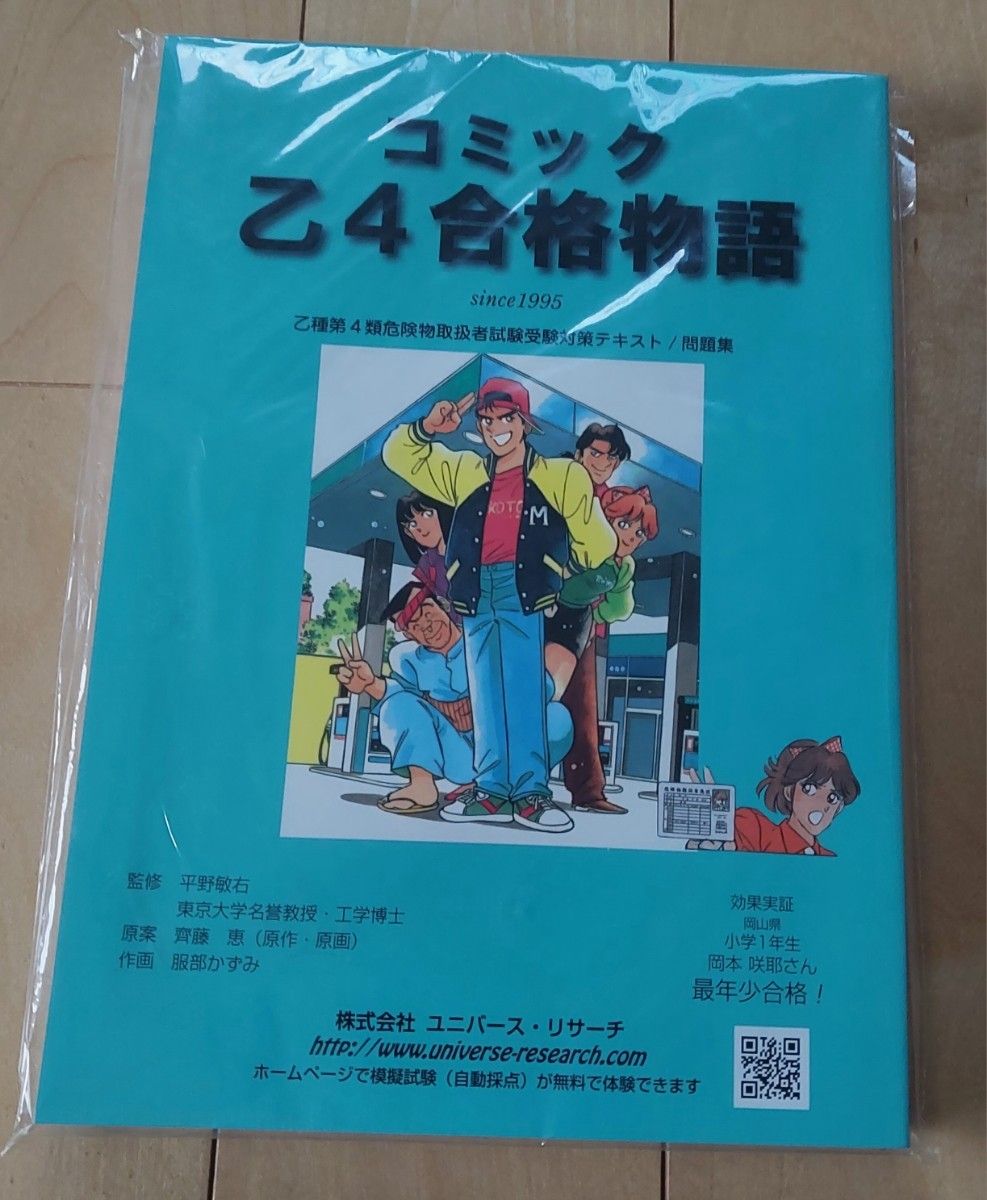 コミック
乙4合格物語
since1995
乙種第4類危険物取扱者試験受験対策テキスト/問題集
M
監修 平野敏右
東京大学名誉教授・工学博士
原案 齊藤 恵(原作・原画)
作画 服部かずみ
効果実証
岡山県
小学1年生
岡本 咲耶さん
最年少合格!
株式会社 ユニバース・リサーチ
http://www.universe-research.com
ホームページで模擬試験(自動採点)が無料で体験できます